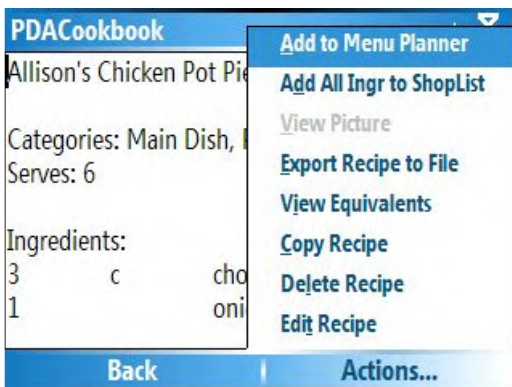 PDACookbook
Allison's Chicken Pot Pie
Categories: Main Dish,
Serves: 6
Ingredients:
3 c cho
1 oni
Add to Menu Planner
Add All Ingr to ShopList
View Picture
Export Recipe to File
View Equivalents
Copy Recipe
Delete Recipe
Edit Recipe
Back Actions...